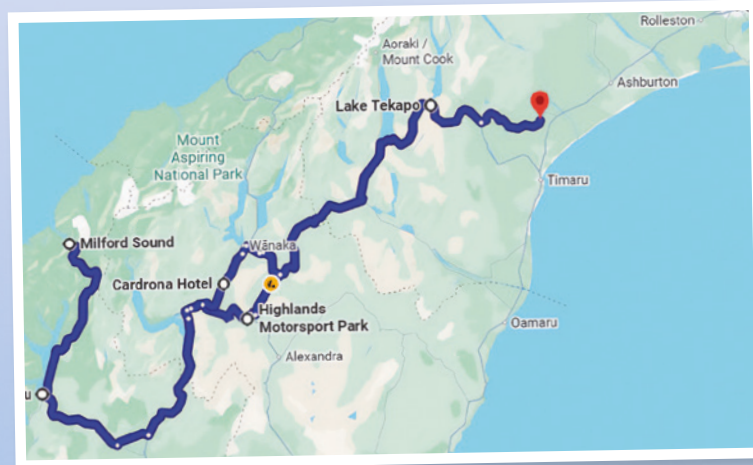 Rolleston
Aoraki /
Mount Cook
Ashburton
Lake Tekapo
Mount
Aspiring
National Park
Timaru
Milford Sound
Wānaka
Cardrona Hotel
Highlands
Motorsport Park
Oamaru
Alexandra
u